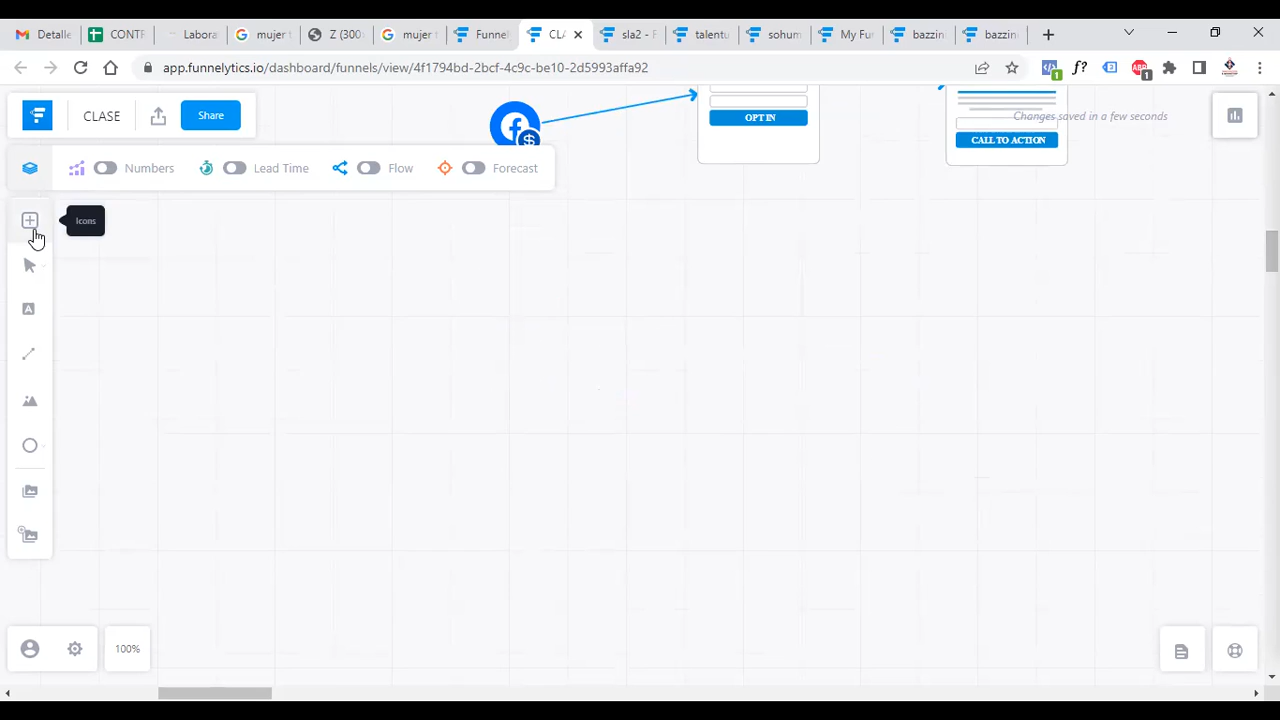 Detalle
CONTR
Labora
mujer
Z (300
mujer
Funnel
CLA
sla2 - F
talentu
sohum
My Fu
bazzin
bazzin
app.funnelytics.io/dashboard/funnels/view/4f1794bd-2bcf-4c9c-be10-2d5993affa92
CLASE
Share
OPT IN
Changes saved in a few seconds
CALL TO ACTION
Numbers
Lead Time
Flow
Forecast
Icons
100%